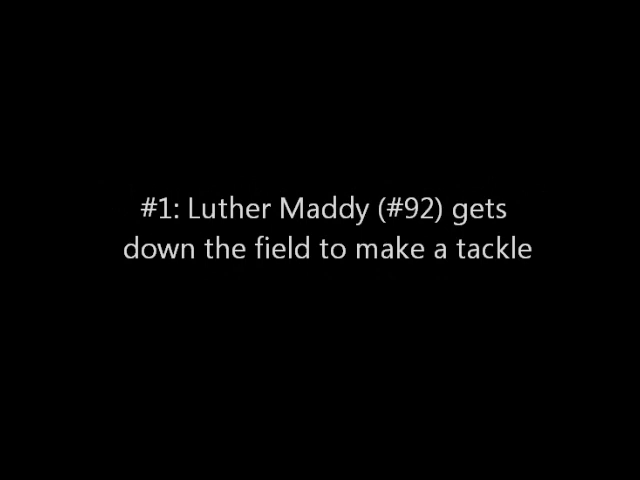 #1: Luther Maddy (#92) gets
down the field to make a tackle